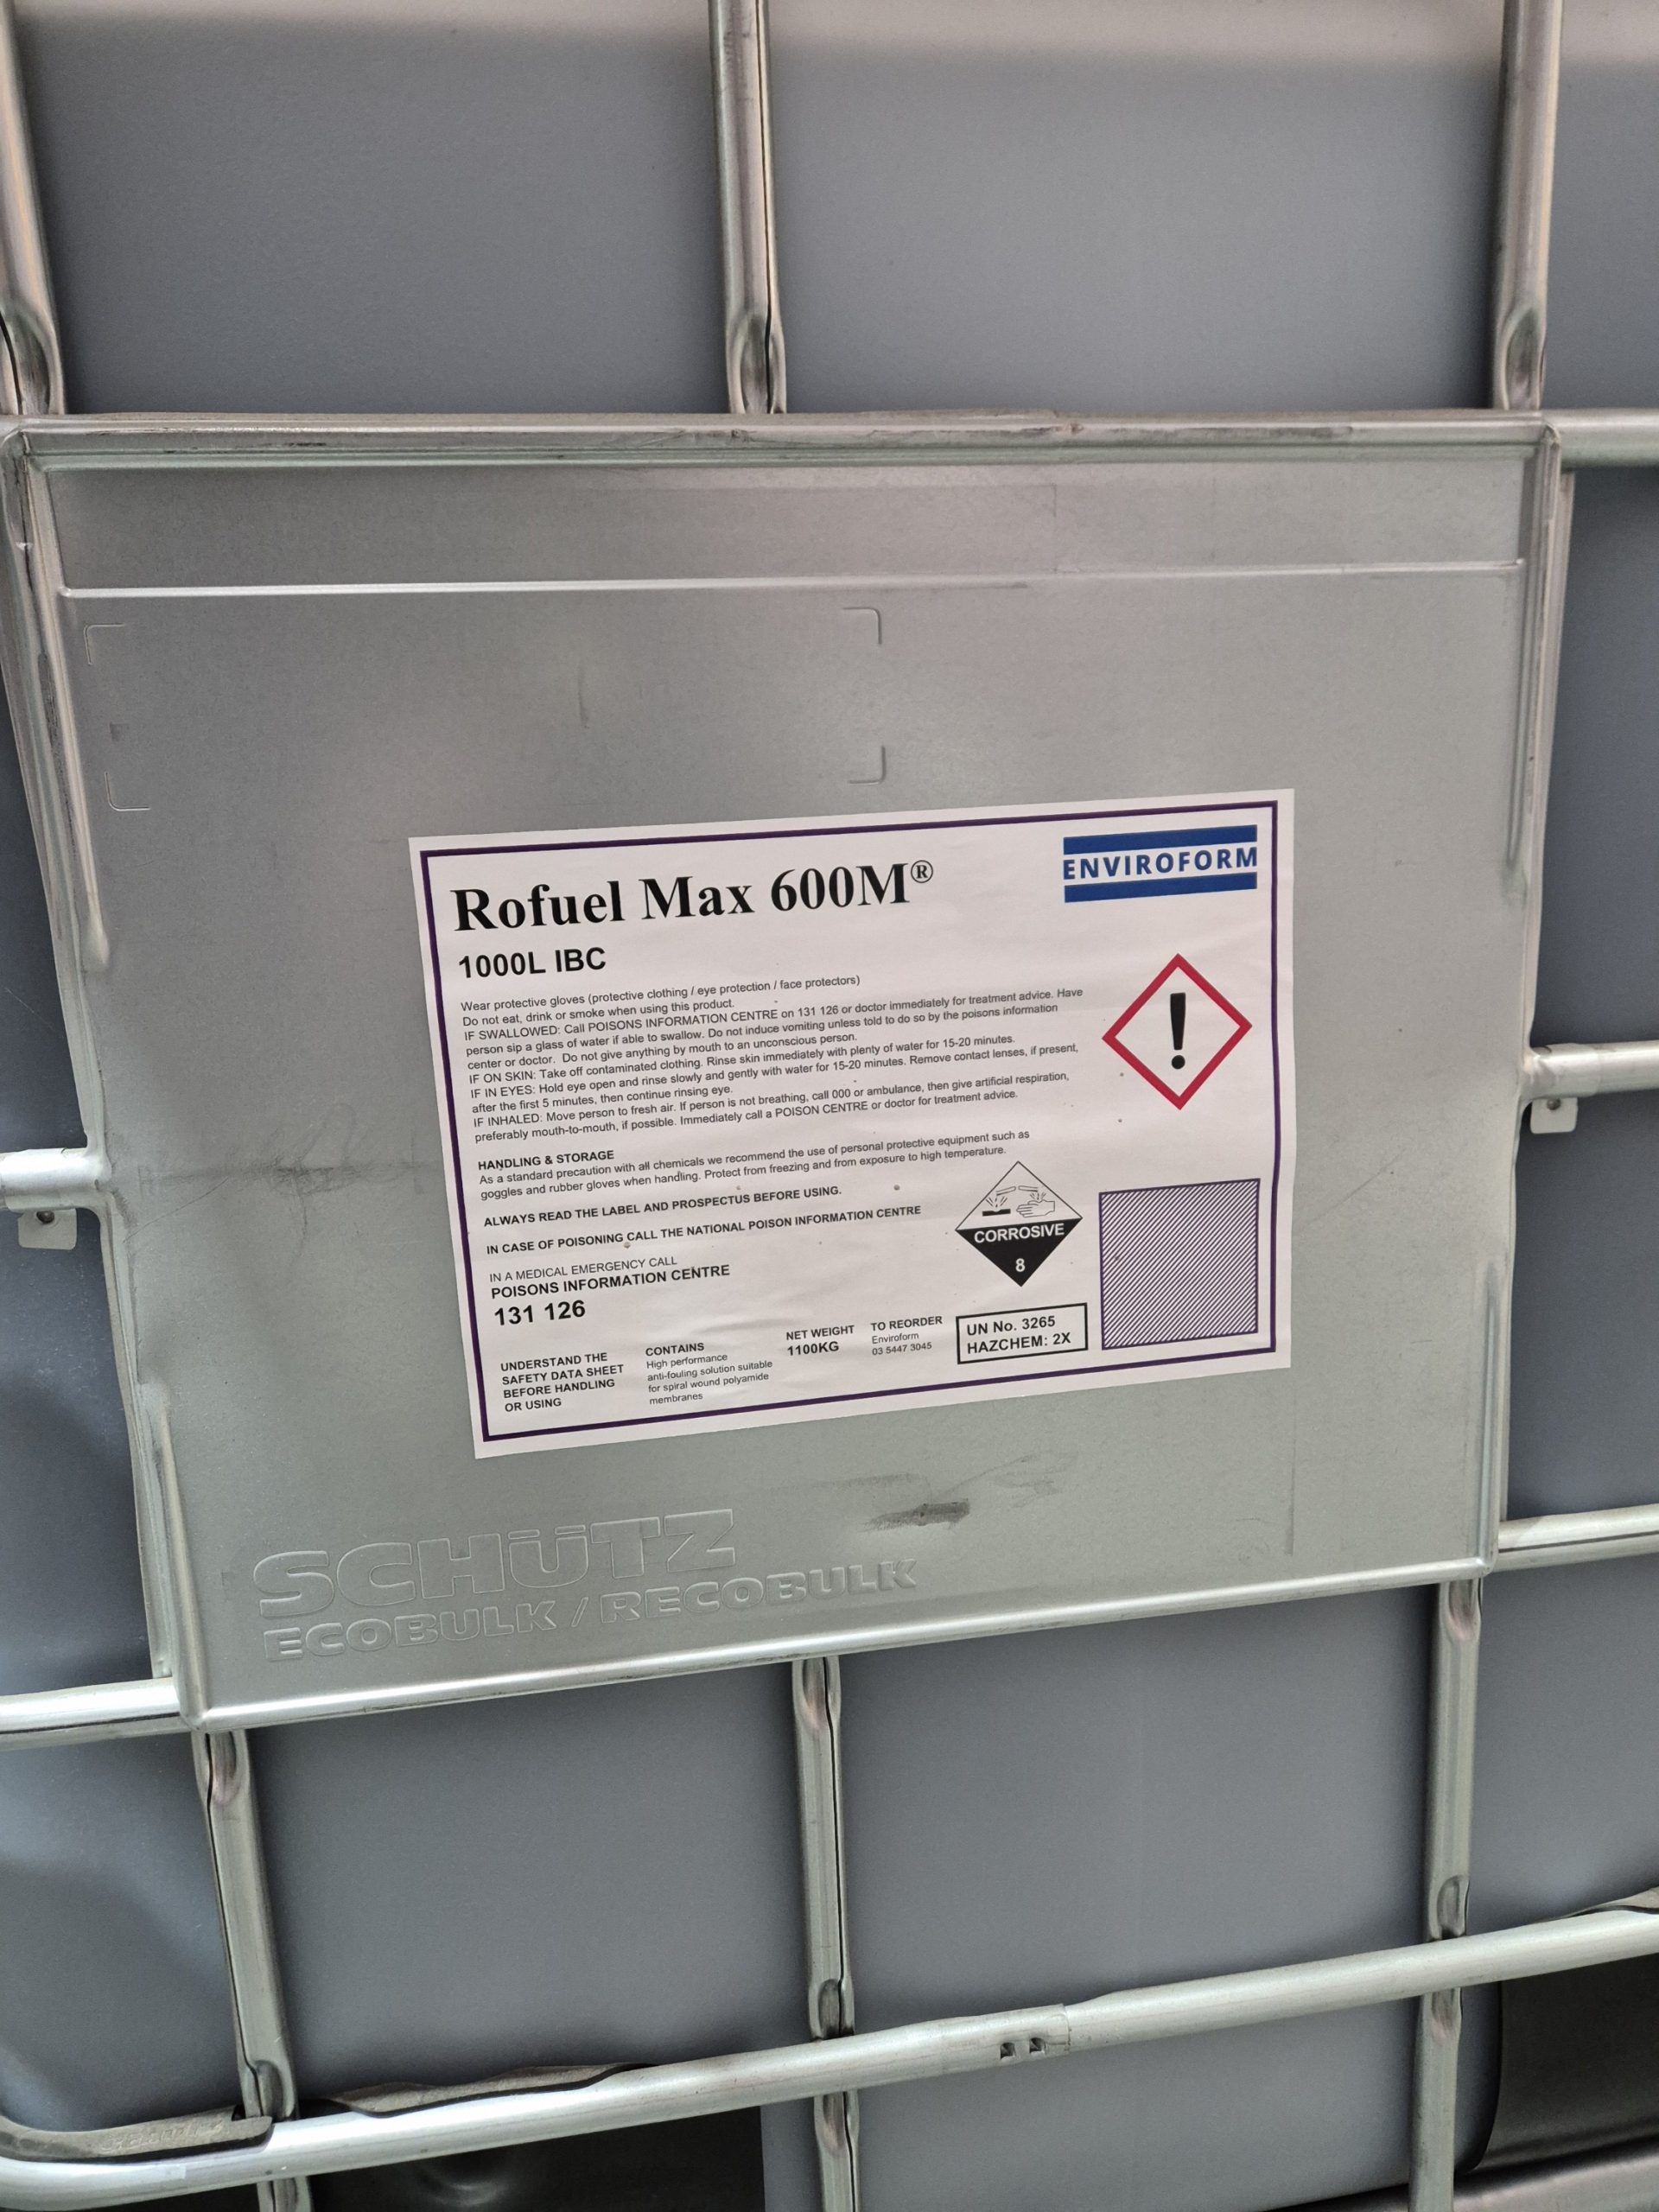 Rofuel Max 600M®
ENVIROFORM
1000L IBC
Wear protective gloves (protective clothing / eye protection / face protectors)
Do not eat, drink or smoke when using this product.
IF SWALLOWED: Call POISONS INFORMATION CENTRE on 131 126 or doctor immediately for treatment advice. Have
person sip a glass of water if able to swallow. Do not induce vomiting unless told to do so by the poisons information
center or doctor. Do not give anything by mouth to an unconscious person.
IF ON SKIN: Take off contaminated clothing. Rinse skin immediately with plenty of water for 15-20 minutes.
IF IN EYES: Hold eye open and rinse slowly and gently with water for 15-20 minutes. Remove contact lenses, if present,
after the first 5 minutes, then continue rinsing eye.
IF INHALED: Move person to fresh air. If person is not breathing, call 000 or ambulance, then give artificial respiration,
preferably mouth-to-mouth, if possible. Immediately call a POISON CENTRE or doctor for treatment advice.
HANDLING & STORAGE
As a standard precaution with all chemicals we recommend the use of personal protective equipment such as
goggles and rubber gloves when handling. Protect from freezing and from exposure to high temperature.
ALWAYS READ THE LABEL AND PROSPECTUS BEFORE USING.
IN CASE OF POISONING CALL THE NATIONAL POISON INFORMATION CENTRE
IN A MEDICAL EMERGENCY CALL
POISONS INFORMATION CENTRE
131 126
CORROSIVE
8
UNDERSTAND THE
SAFETY DATA SHEET
BEFORE HANDLING
OR USING
CONTAINS
High performance
anti-fouling solution suitable
for spiral wound polyamide
membranes
NET WEIGHT
1100KG
TO REORDER
Enviroform
03 5447 3045
UN No. 3265
HAZCHEM: 2X
SCHÜTZ
ECOBULK / RECOBULK